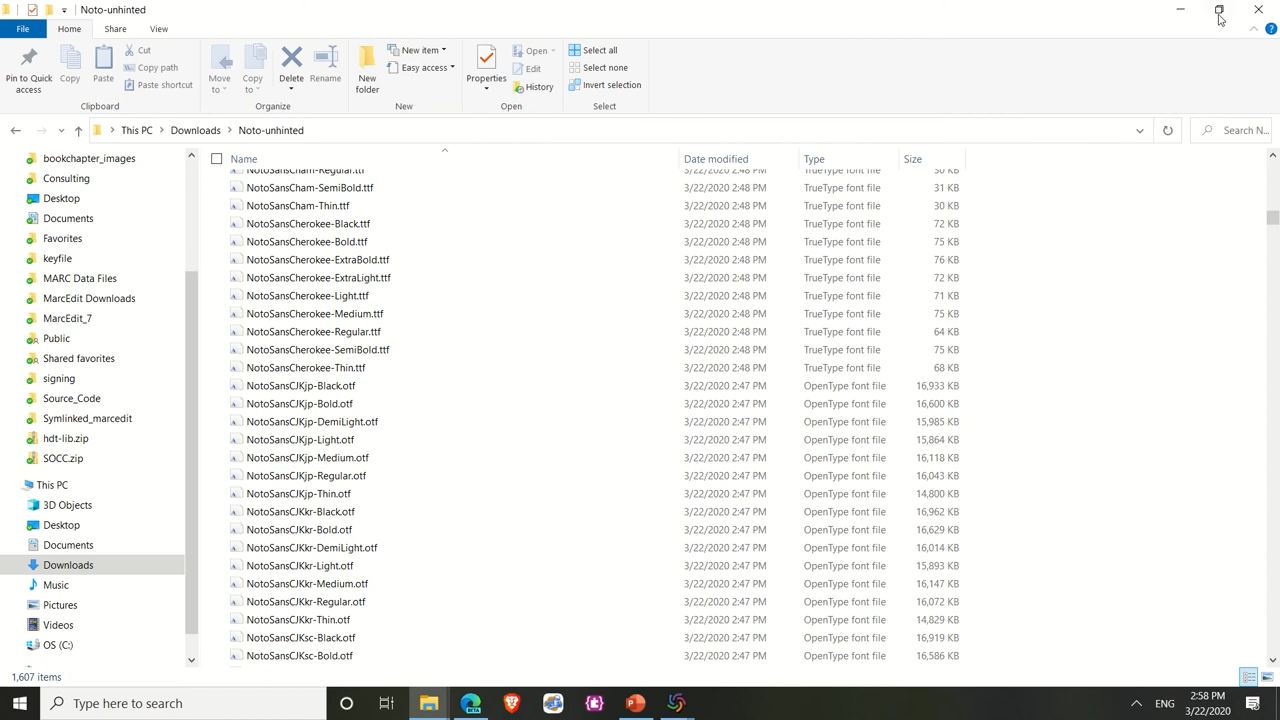 Noto-unhinted
File Home Share View
Pin to Quick access
Copy
Paste
Cut
Copy path
Paste shortcut
Clipboard
Move to
Copy to
Delete
Rename
Organize
New folder
New item
Easy access
New
Properties
Open
Edit
History
Open
Select all
Select none
Invert selection
Select
This PC > Downloads > Noto-unhinted
Search N...
bookchapter_images
Consulting
Desktop
Documents
Favorites
keyfile
MARC Data Files
MarcEdit Downloads
MarcEdit_7
Public
Shared favorites
signing
Source_Code
Symlinked_marcedit
hdt-lib.zip
SOCC.zip
This PC
3D Objects
Desktop
Documents
Downloads
Music
Pictures
Videos
OS (C:)
Name Date modified Type Size
NotoSansCham-Regular.ttf 3/22/2020 2:48 PM TrueType font file 30 KB
NotoSansCham-SemiBold.ttf 3/22/2020 2:48 PM TrueType font file 31 KB
NotoSansCham-Thin.ttf 3/22/2020 2:48 PM TrueType font file 30 KB
NotoSansCherokee-Black.ttf 3/22/2020 2:48 PM TrueType font file 72 KB
NotoSansCherokee-Bold.ttf 3/22/2020 2:48 PM TrueType font file 75 KB
NotoSansCherokee-ExtraBold.ttf 3/22/2020 2:48 PM TrueType font file 76 KB
NotoSansCherokee-ExtraLight.ttf 3/22/2020 2:48 PM TrueType font file 72 KB
NotoSansCherokee-Light.ttf 3/22/2020 2:48 PM TrueType font file 71 KB
NotoSansCherokee-Medium.ttf 3/22/2020 2:48 PM TrueType font file 75 KB
NotoSansCherokee-Regular.ttf 3/22/2020 2:48 PM TrueType font file 64 KB
NotoSansCherokee-SemiBold.ttf 3/22/2020 2:48 PM TrueType font file 75 KB
NotoSansCherokee-Thin.ttf 3/22/2020 2:48 PM TrueType font file 68 KB
NotoSansCJKjp-Black.otf 3/22/2020 2:47 PM OpenType font file 16,933 KB
NotoSansCJKjp-Bold.otf 3/22/2020 2:47 PM OpenType font file 16,600 KB
NotoSansCJKjp-DemiLight.otf 3/22/2020 2:47 PM OpenType font file 15,985 KB
NotoSansCJKjp-Light.otf 3/22/2020 2:47 PM OpenType font file 15,864 KB
NotoSansCJKjp-Medium.otf 3/22/2020 2:47 PM OpenType font file 16,118 KB
NotoSansCJKjp-Regular.otf 3/22/2020 2:47 PM OpenType font file 16,043 KB
NotoSansCJKjp-Thin.otf 3/22/2020 2:47 PM OpenType font file 14,800 KB
NotoSansCJKkr-Black.otf 3/22/2020 2:47 PM OpenType font file 16,962 KB
NotoSansCJKkr-Bold.otf 3/22/2020 2:47 PM OpenType font file 16,629 KB
NotoSansCJKkr-DemiLight.otf 3/22/2020 2:47 PM OpenType font file 16,014 KB
NotoSansCJKkr-Light.otf 3/22/2020 2:47 PM OpenType font file 15,893 KB
NotoSansCJKkr-Medium.otf 3/22/2020 2:47 PM OpenType font file 16,147 KB
NotoSansCJKkr-Regular.otf 3/22/2020 2:47 PM OpenType font file 16,072 KB
NotoSansCJKkr-Thin.otf 3/22/2020 2:47 PM OpenType font file 14,829 KB
NotoSansCJKsc-Black.otf 3/22/2020 2:47 PM OpenType font file 16,919 KB
NotoSansCJKsc-Bold.otf 3/22/2020 2:47 PM OpenType font file 16,586 KB
1,607 items
Type here to search
ENG
2:58 PM
3/22/2020